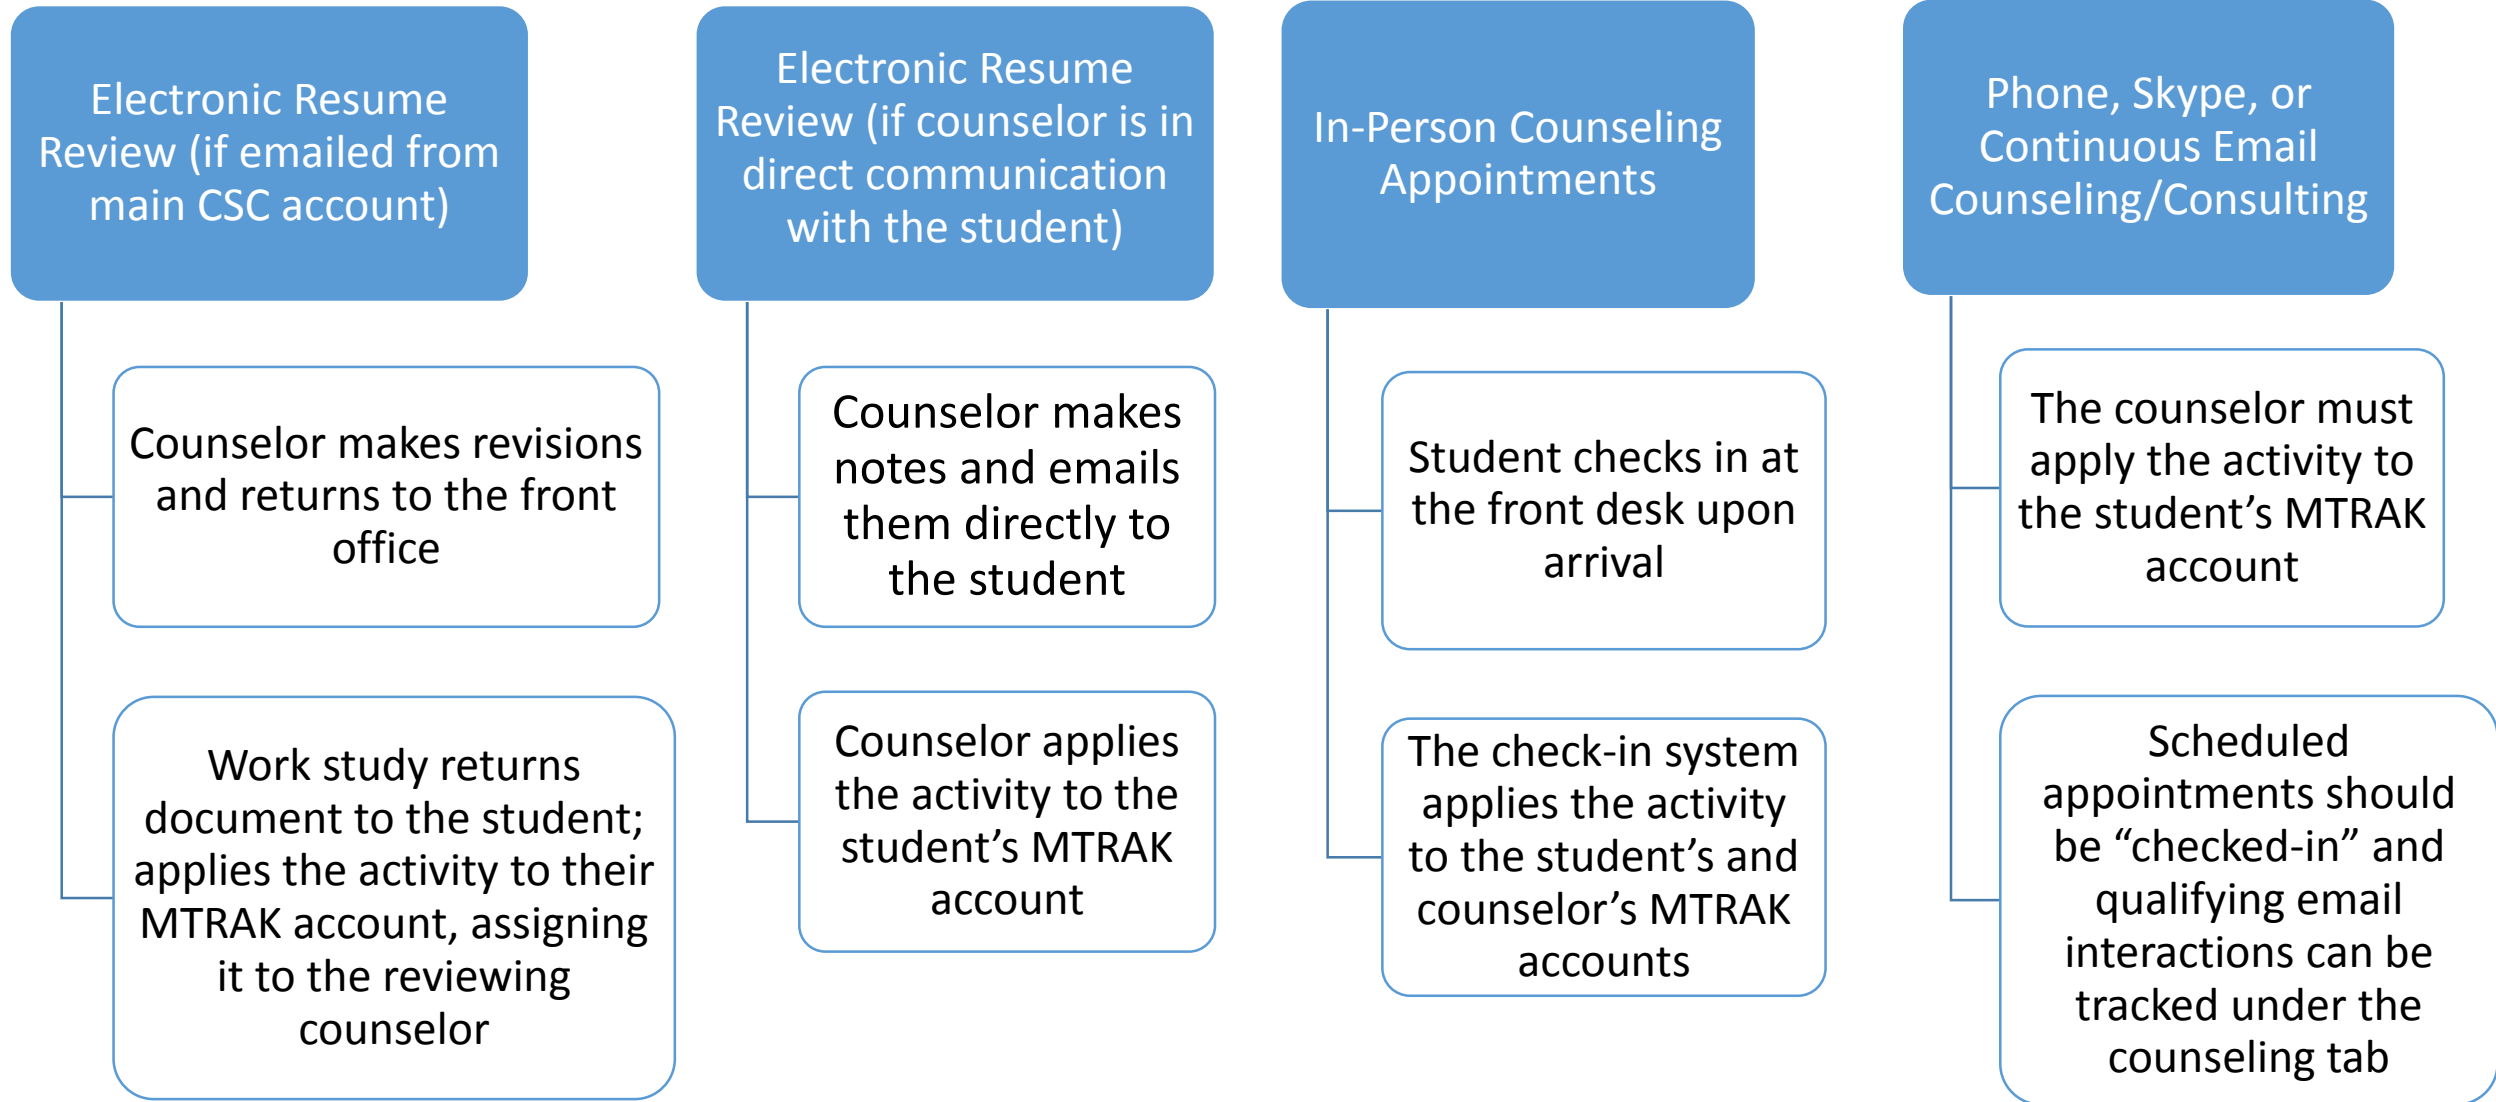 Electronic Resume
Review (if emailed from
main CSC account)
Counselor makes revisions
and returns to the front
office
Work study returns
document to the student;
applies the activity to their
MTRAK account, assigning
it to the reviewing
counselor
Electronic Resume
Review (if counselor is in
direct communication
with the student)
Counselor makes
notes and emails
them directly to
the student
Counselor applies
the activity to the
student’s MTRAK
account
In-Person Counseling
Appointments
Student checks in at
the front desk upon
arrival
The check-in system
applies the activity
to the student’s and
counselor’s MTRAK
accounts
Phone, Skype, or
Continuous Email
Counseling/Consulting
The counselor must
apply the activity to
the student’s MTRAK
account
Scheduled
appointments should
be “checked-in” and
qualifying email
interactions can be
tracked under the
counseling tab